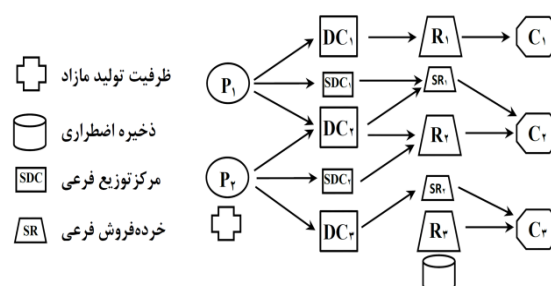 DC۱ R۱ C۱
P۱ SDC۱ SR۱
DC۲ R۲ C۲
P۲ SDC۲
DC۳ SR۲ R۳ C۳
ظرفیت تولید مازاد
ذخیره اضطراری
SDC مرکزتوزیع فرعی
SR خرده‌فروش فرعی